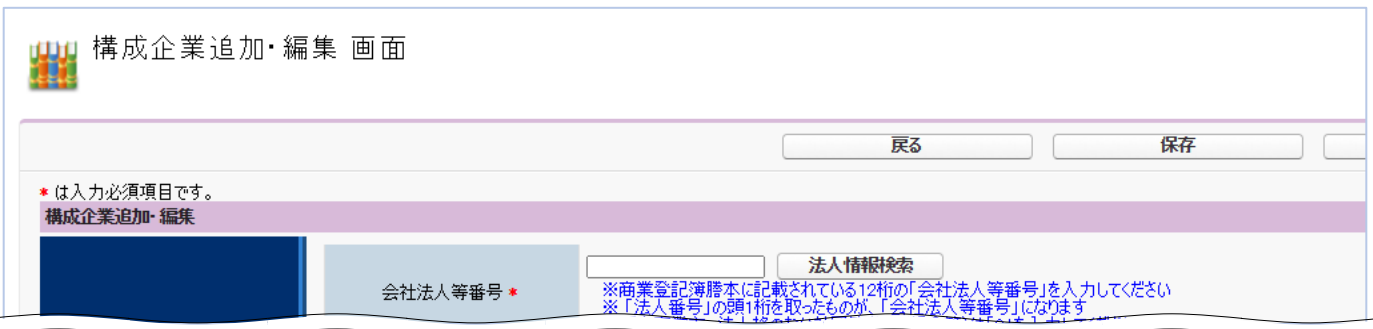 構成企業追加・編集 画面
戻る
保存
* は入力必須項目です。
構成企業追加・編集
会社法人等番号 *
法人情報検索
※商業登記簿謄本に記載されている12桁の「会社法人等番号」を入力してください
※「法人番号」の頭1桁を取ったものが、「会社法人等番号」になります